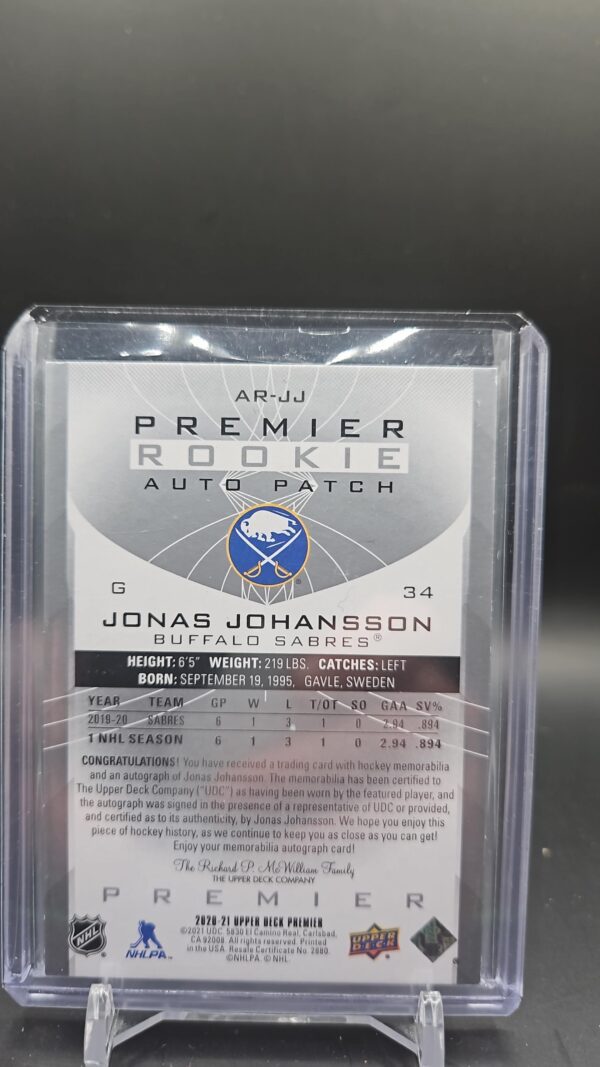 AR-JJ
PREMIER
ROOKIE
AUTO PATCH
G 34
JONAS JOHANSSON
BUFFALO SABRES®
HEIGHT: 6'5" WEIGHT: 219 LBS. CATCHES: LEFT
BORN: SEPTEMBER 19, 1995, GAVLE, SWEDEN
YEAR TEAM GP W L T/OT SO GAA SV%
2019-20 SABRES 6 1 3 1 0 2.94 .894
1 NHL SEASON 6 1 3 1 0 2.94 .894
CONGRATULATIONS! You have received a trading card with hockey memorabilia
and an autograph of Jonas Johansson. The memorabilia has been certified to
The Upper Deck Company ("UDC") as having been worn by the featured player, and
the autograph was signed in the presence of a representative of UDC or provided,
and certified as to its authenticity, by Jonas Johansson. We hope you enjoy this
piece of hockey history, as we continue to keep you as close as you can get!
Enjoy your memorabilia autograph card!
The Richard P. McWilliam Family
THE UPPER DECK COMPANY
PREMIER
2020-21 UPPER DECK PREMIER
©2021 UDC. 5830 El Camino Real, Carlsbad,
CA 92008. All rights reserved. Printed
in the USA. Resale Certificate No. 2880.
©NHLPA. © NHL.
NHL
NHLPA™
UPPER DECK